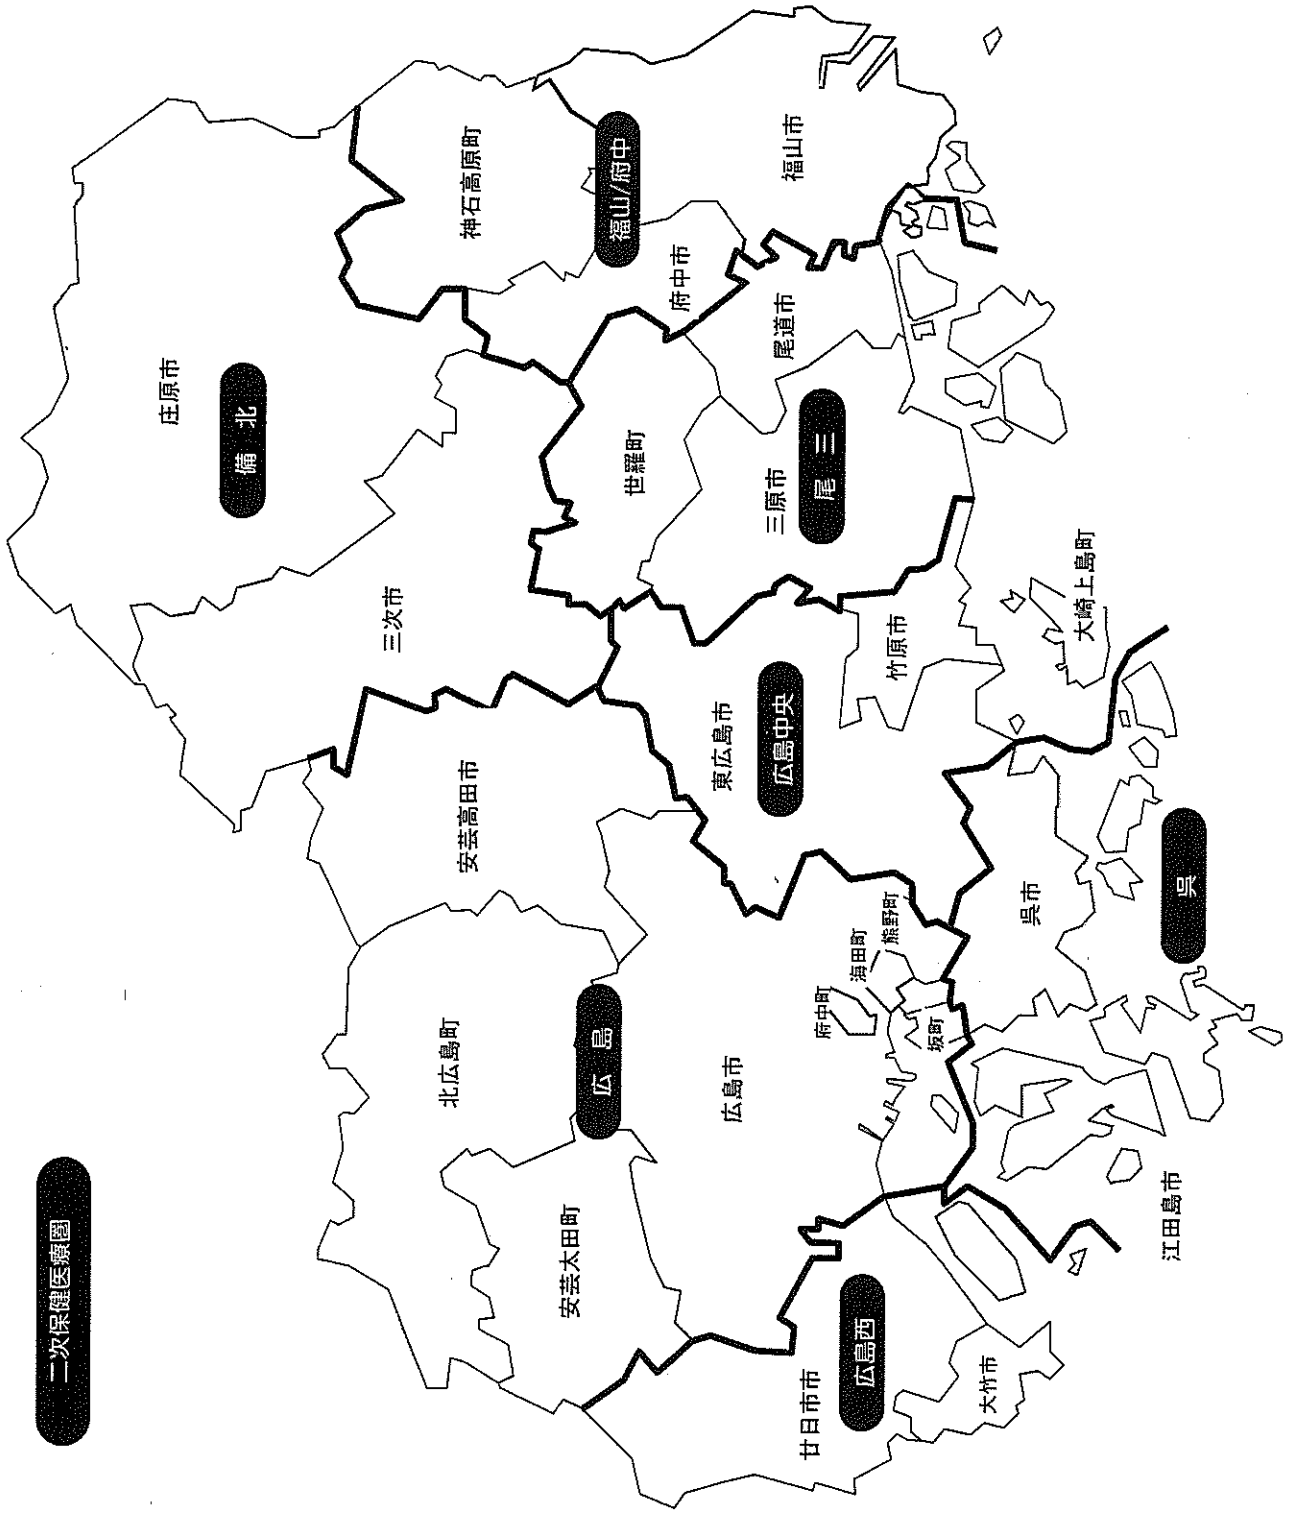 二次保健医療圏
庄原市
備 北
三次市
神石高原町
福山/府中
福山市
府中市
尾道市
世羅町
三原市
尾 三
安芸高田市
東広島市
広島中央
竹原市
大崎上島町
北広島町
広 島
安芸太田町
広島市
府中町
海田町
熊野町
坂町
呉市
呉
江田島市
廿日市市
広島西
大竹市